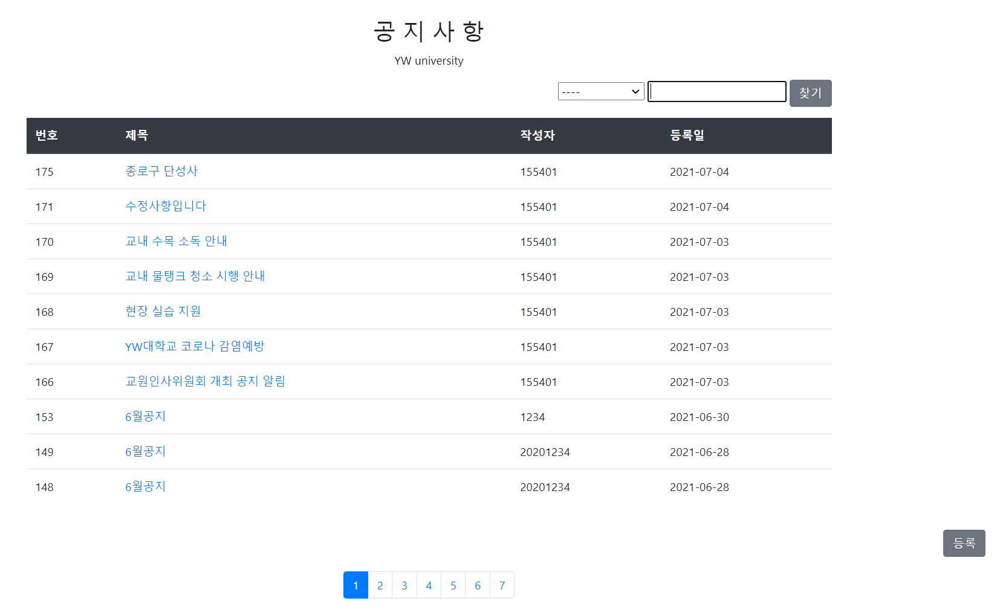 공 지 사 항
YW university
---- 찾기
번호 제목 작성자 등록일
175 종로구 단성사 155401 2021-07-04
171 수정사항입니다 155401 2021-07-04
170 교내 수목 소독 안내 155401 2021-07-03
169 교내 물탱크 청소 시행 안내 155401 2021-07-03
168 현장 실습 지원 155401 2021-07-03
167 YW대학교 코로나 감염예방 155401 2021-07-03
166 교원인사위원회 개최 공지 알림 155401 2021-07-03
153 6월공지 1234 2021-06-30
149 6월공지 20201234 2021-06-28
148 6월공지 20201234 2021-06-28
등록
1 2 3 4 5 6 7